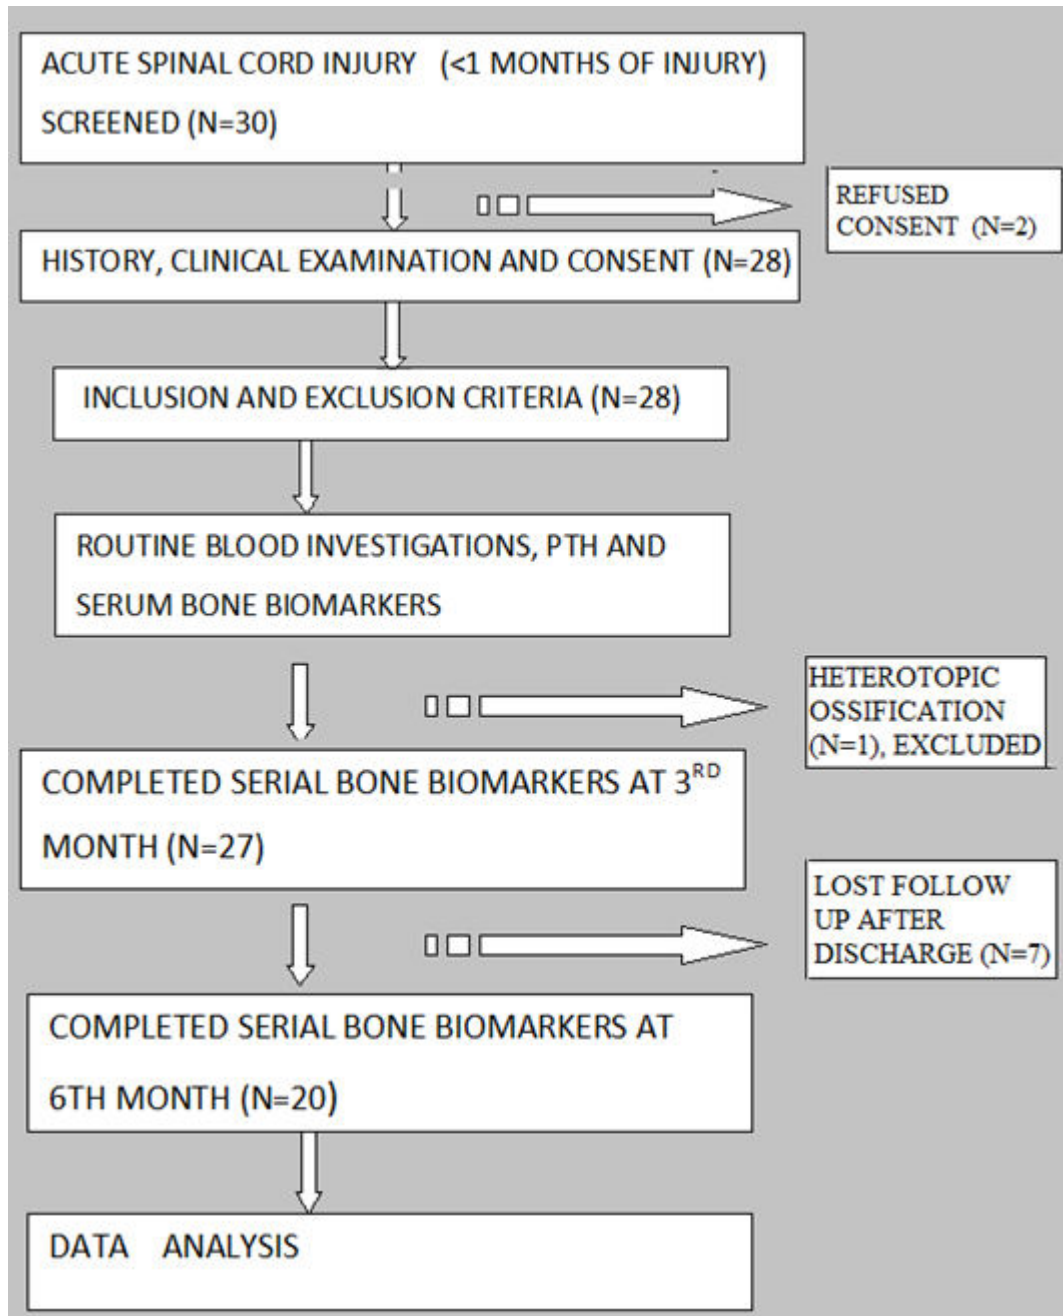 ACUTE SPINAL CORD INJURY (<1 MONTHS OF INJURY)
SCREENED (N=30)
REFUSED
CONSENT (N=2)
HISTORY, CLINICAL EXAMINATION AND CONSENT (N=28)
INCLUSION AND EXCLUSION CRITERIA (N=28)
ROUTINE BLOOD INVESTIGATIONS, PTH AND
SERUM BONE BIOMARKERS
HETEROTOPIC
OSSIFICATION
(N=1), EXCLUDED
COMPLETED SERIAL BONE BIOMARKERS AT 3RD
MONTH (N=27)
LOST FOLLOW
UP AFTER
DISCHARGE (N=7)
COMPLETED SERIAL BONE BIOMARKERS AT
6TH MONTH (N=20)
DATA ANALYSIS